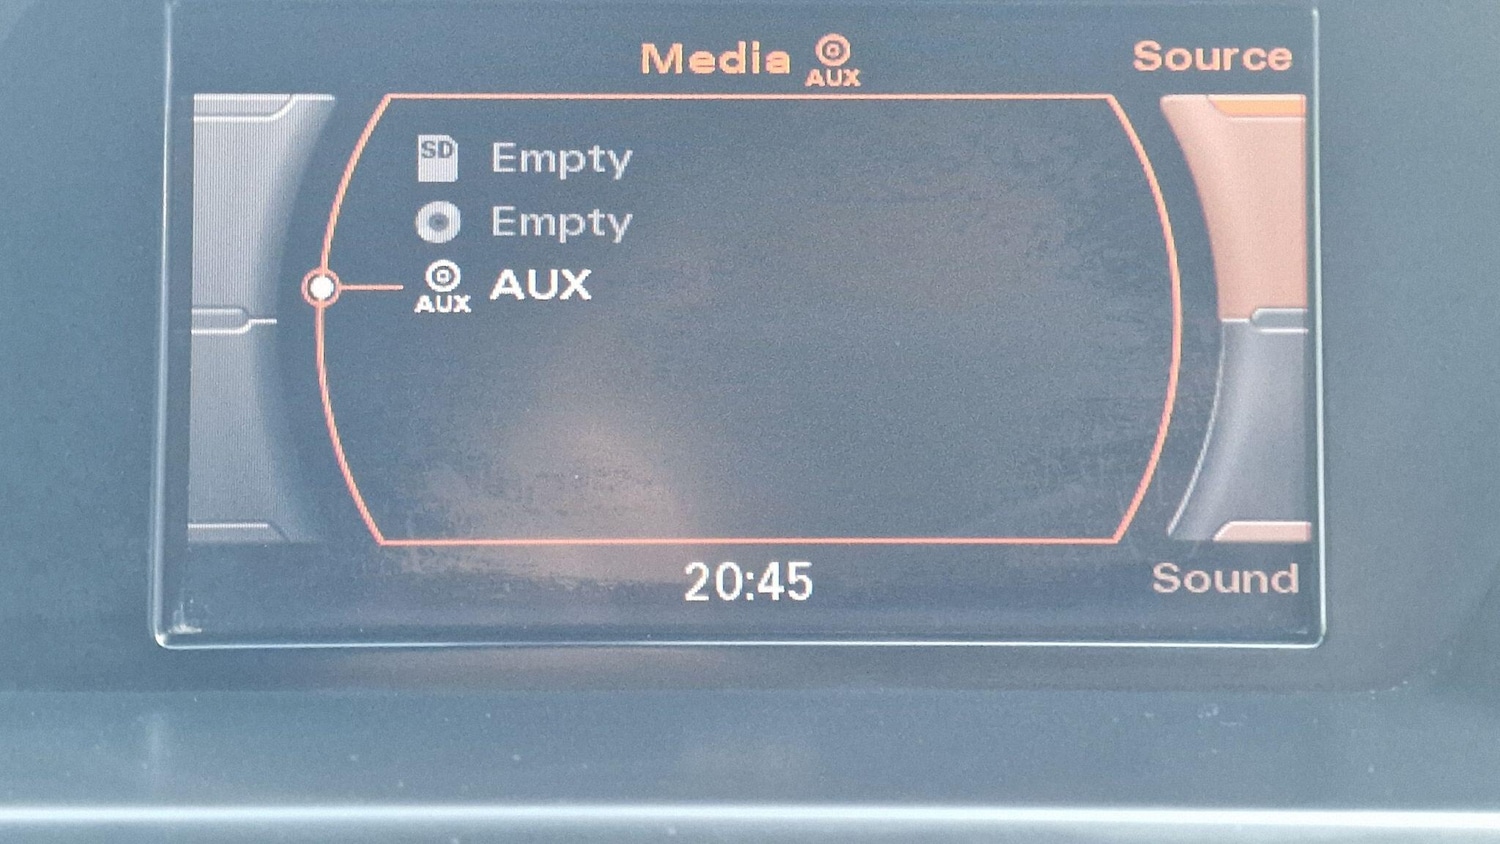 Media AUX Source
SD Empty
Empty
AUX AUX
20:45
Sound